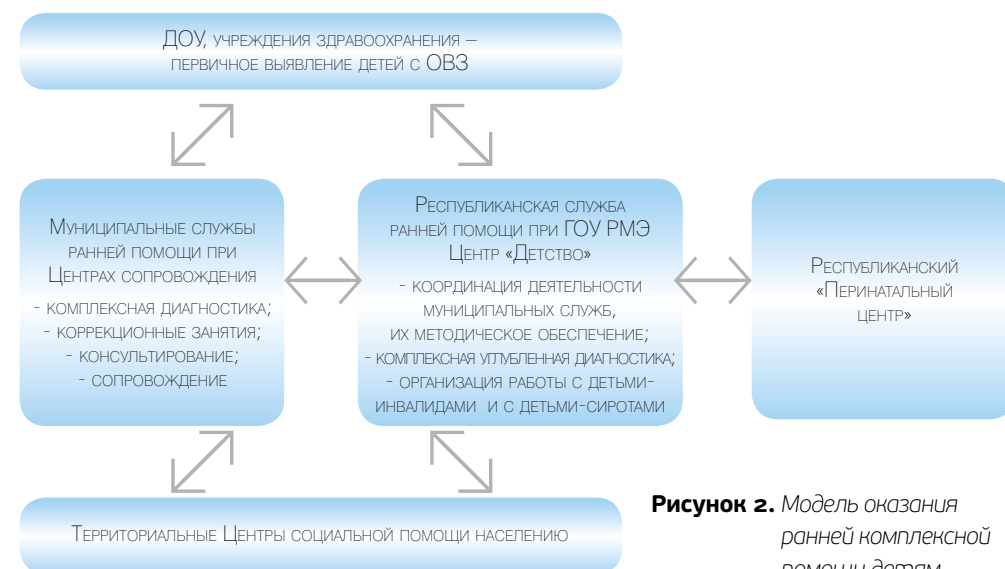 ДОУ, учреждения здравоохранения –
первичное выявление детей с ОВЗ
Муниципальные службы
ранней помощи при
Центрах сопровождения
- комплексная диагностика;
- коррекционные занятия;
- консультирование;
- сопровождение
Республиканская служба
ранней помощи при ГОУ РМЭ
Центр «Детство»
- координация деятельности
муниципальных служб,
их методическое обеспечение;
- комплексная углубленная диагностика;
- организация работы с детьми-
инвалидами и с детьми-сиротами
Республиканский
«Перинатальный
центр»
Территориальные Центры социальной помощи населению
Рисунок 2. Модель оказания
ранней комплексной
помощи детям